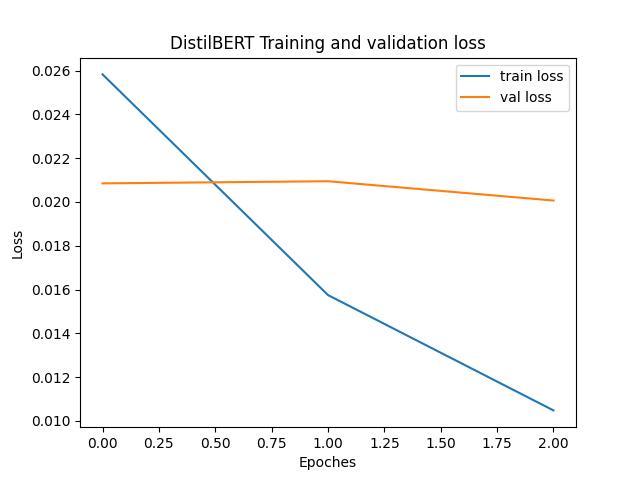 DistilBERT Training and validation loss
train loss
val loss
0.026
0.024
0.022
0.020
0.018
0.016
0.014
0.012
0.010
Loss
0.00 0.25 0.50 0.75 1.00 1.25 1.50 1.75 2.00
Epoches